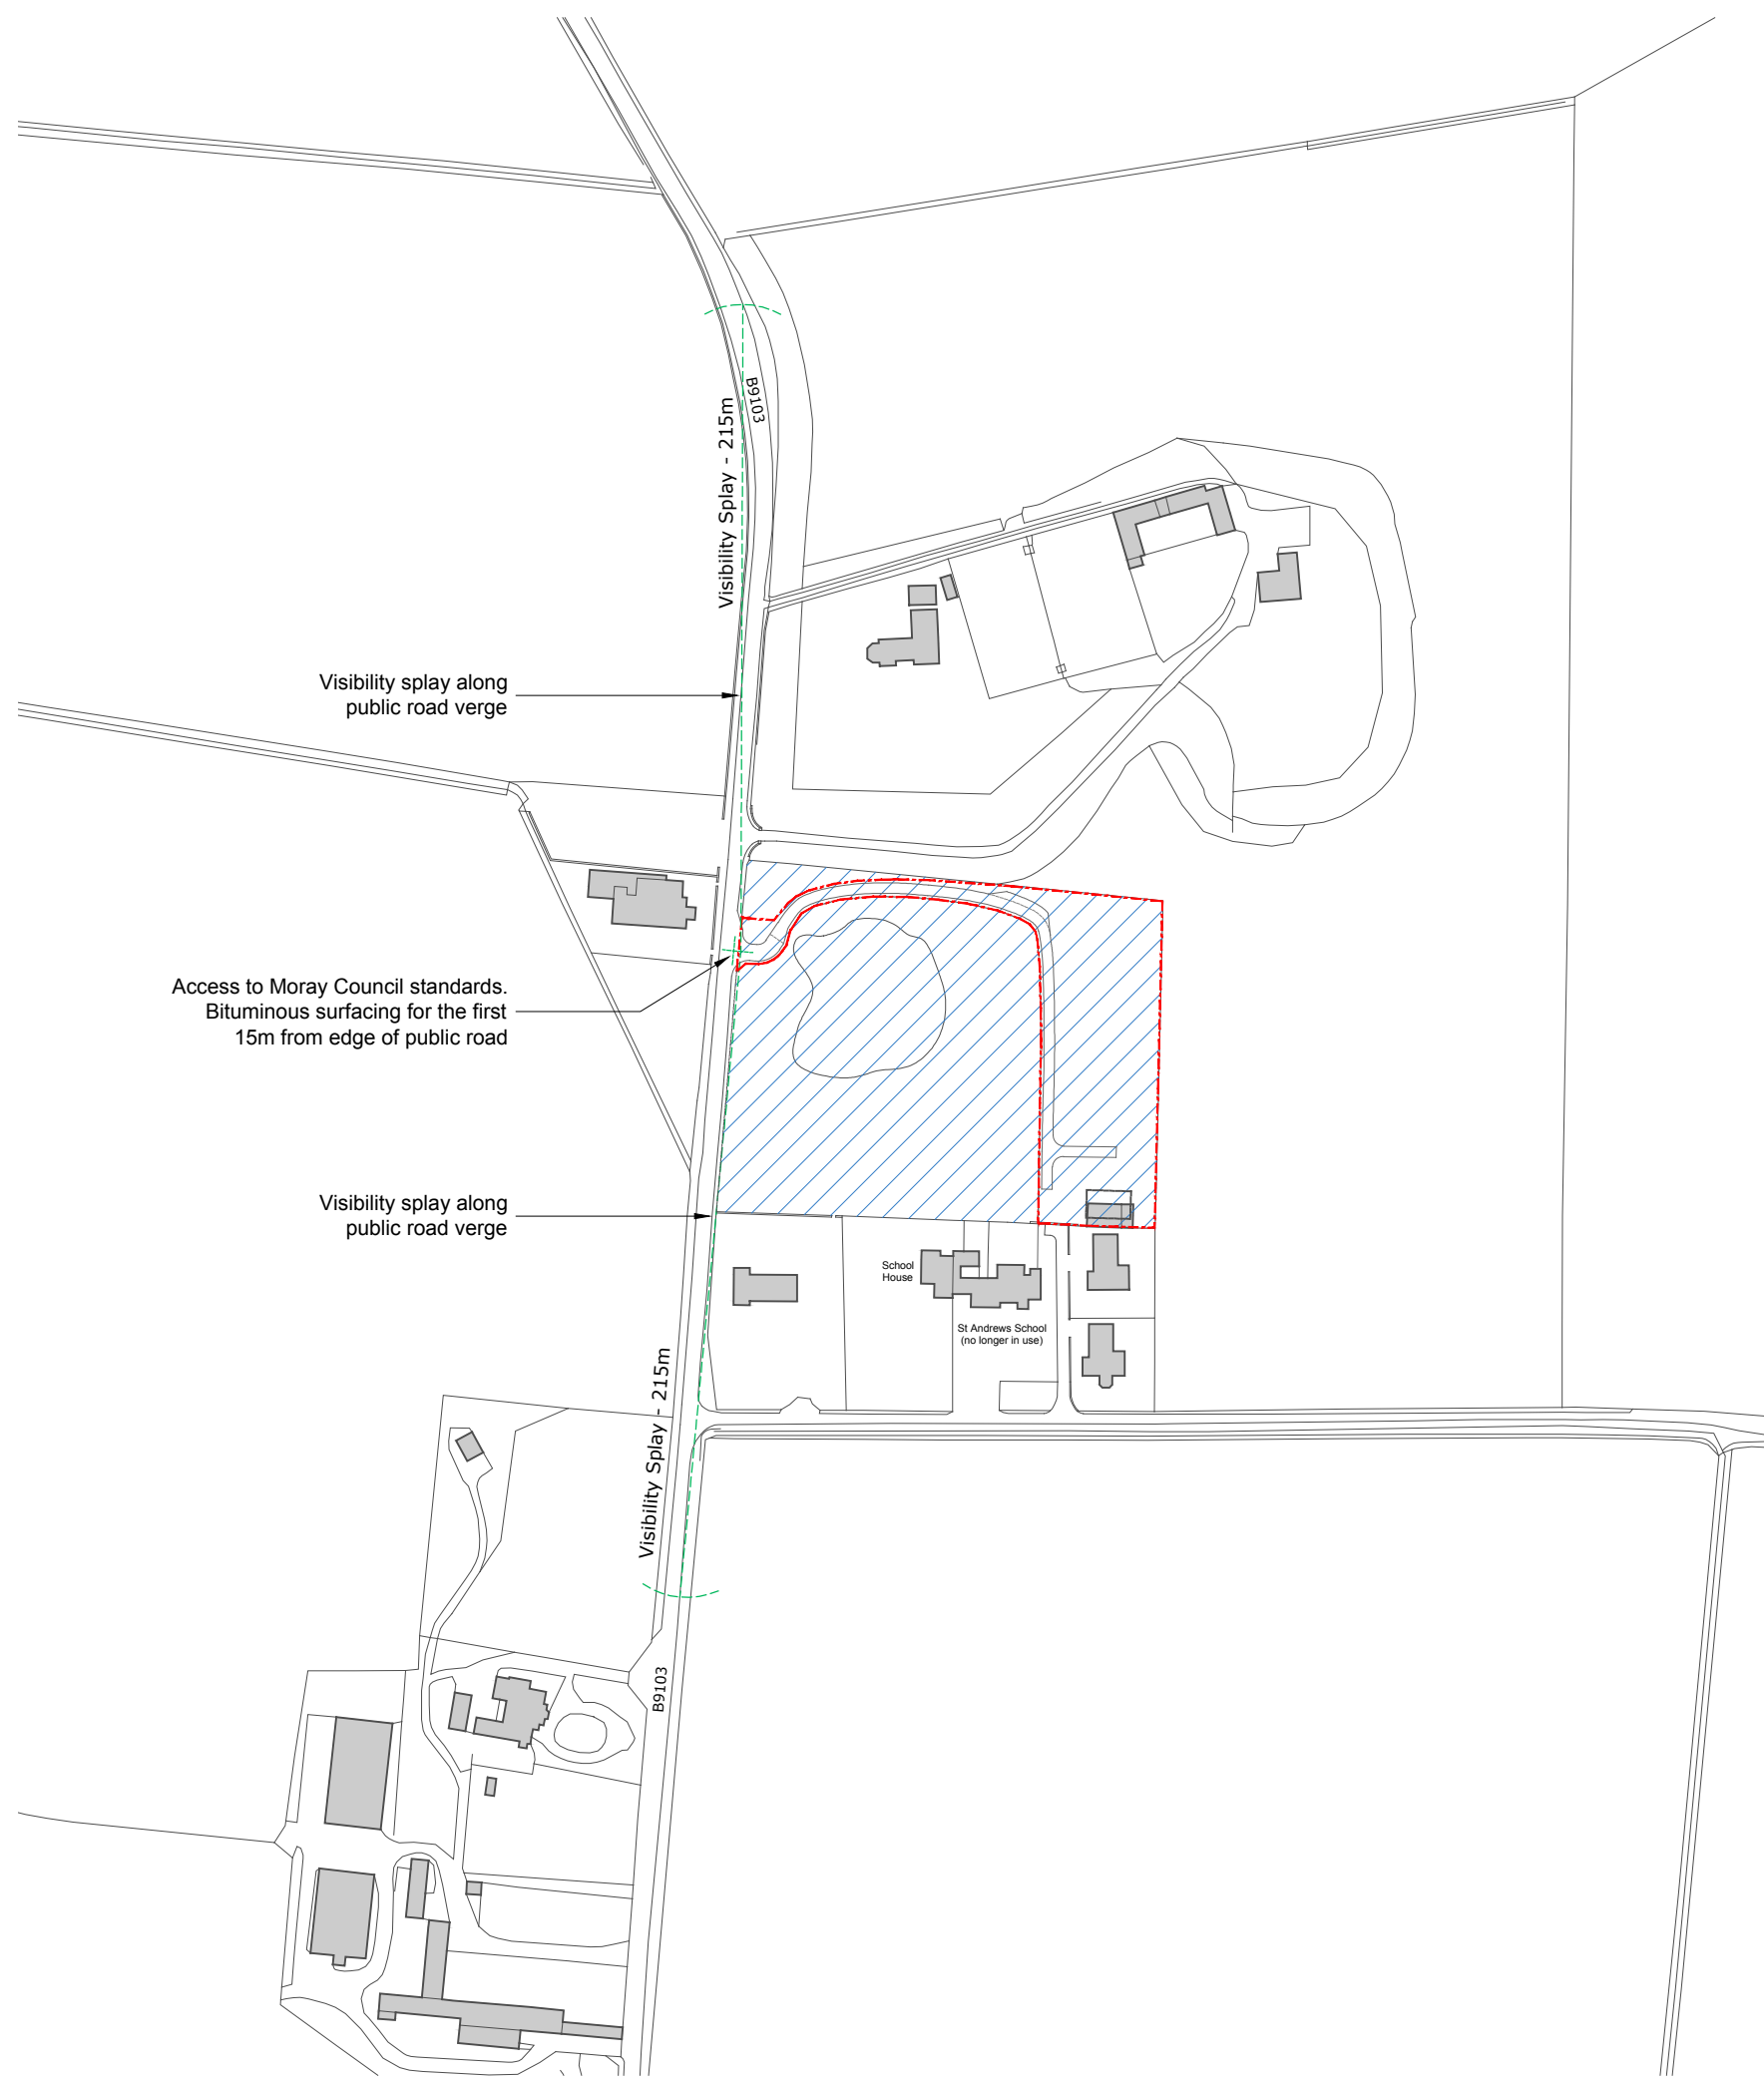 B9103
Visibility Splay - 215m
Visibility splay along
public road verge
Access to Moray Council standards.
Bituminous surfacing for the first
15m from edge of public road
Visibility splay along
public road verge
School
House
St Andrews School
(no longer in use)
Visibility Splay - 215m
B9103